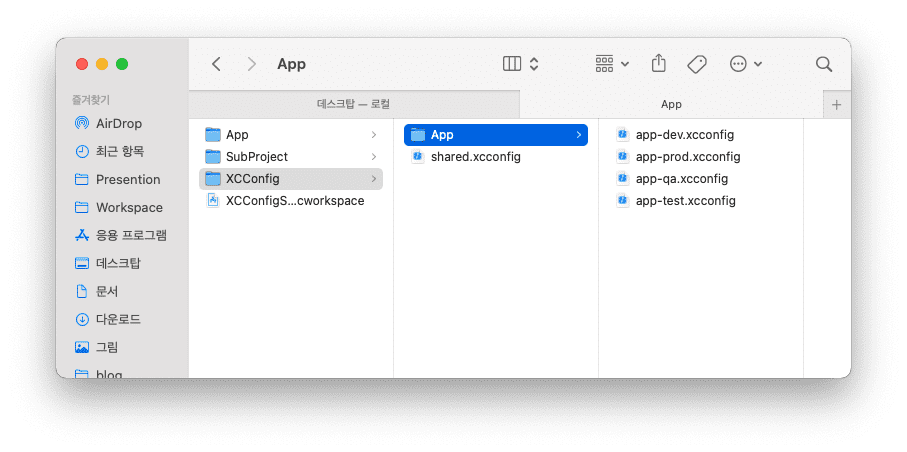 App
즐겨찾기
AirDrop
최근 항목
Presention
Workspace
응용 프로그램
데스크탑
문서
다운로드
그림
blog
데스크탑 — 로컬
App
App
SubProject
XCConfig
XCConfigS...cworkspace
App
shared.xcconfig
app-dev.xcconfig
app-prod.xcconfig
app-qa.xcconfig
app-test.xcconfig